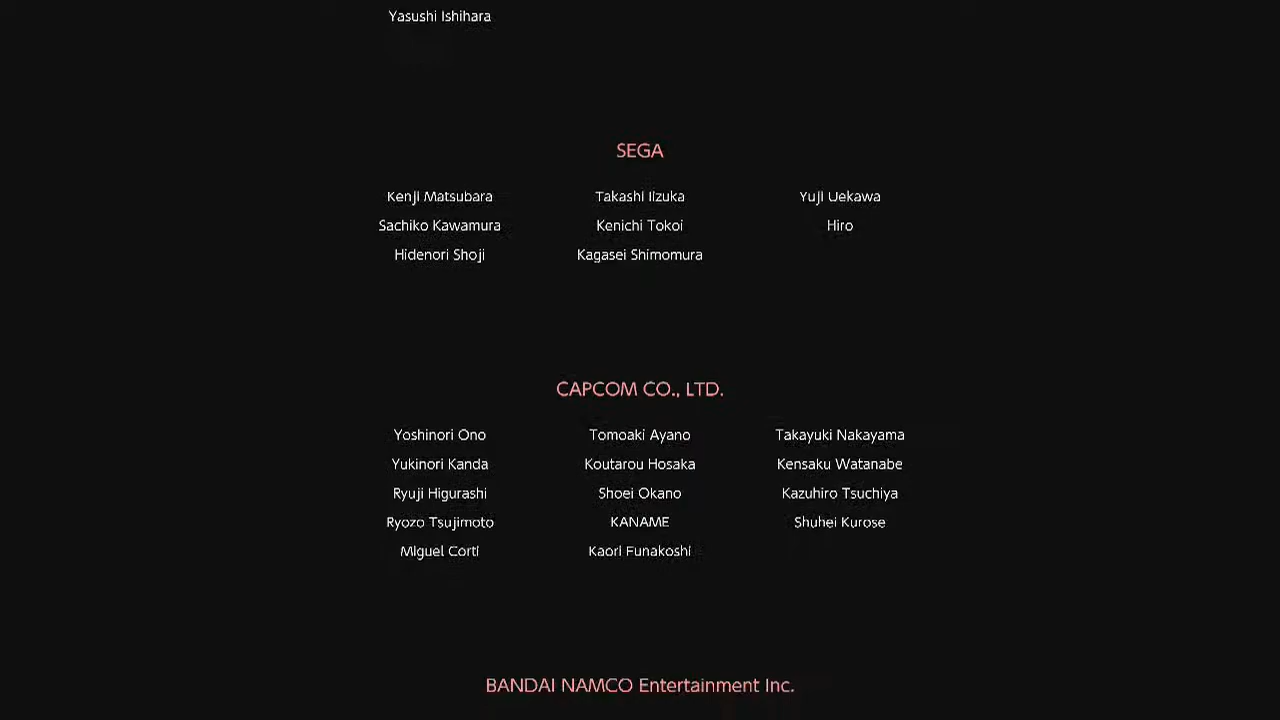 Yasushi Ishihara
SEGA
Kenji Matsubara Takashi Iizuka Yuji Uekawa
Sachiko Kawamura Kenichi Tokoi Hiro
Hidenori Shoji Kagasei Shimomura
CAPCOM CO., LTD.
Yoshinori Ono Tomoaki Ayano Takayuki Nakayama
Yukinori Kanda Koutarou Hosaka Kensaku Watanabe
Ryuji Higurashi Shoei Okano Kazuhiro Tsuchiya
Ryozo Tsujimoto KANAME Shuhei Kurose
Miguel Corti Kaori Funakoshi
BANDAI NAMCO Entertainment Inc.